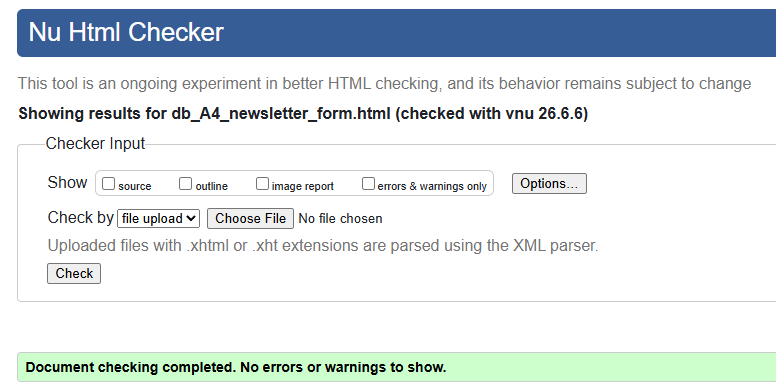 Nu Html Checker
This tool is an ongoing experiment in better HTML checking, and its behavior remains subject to change
Showing results for db_A4_newsletter_form.html (checked with vnu 26.6.6)
Checker Input
Show source outline image report errors & warnings only Options...
Check by file upload Choose File No file chosen
Uploaded files with .xhtml or .xht extensions are parsed using the XML parser.
Check
Document checking completed. No errors or warnings to show.